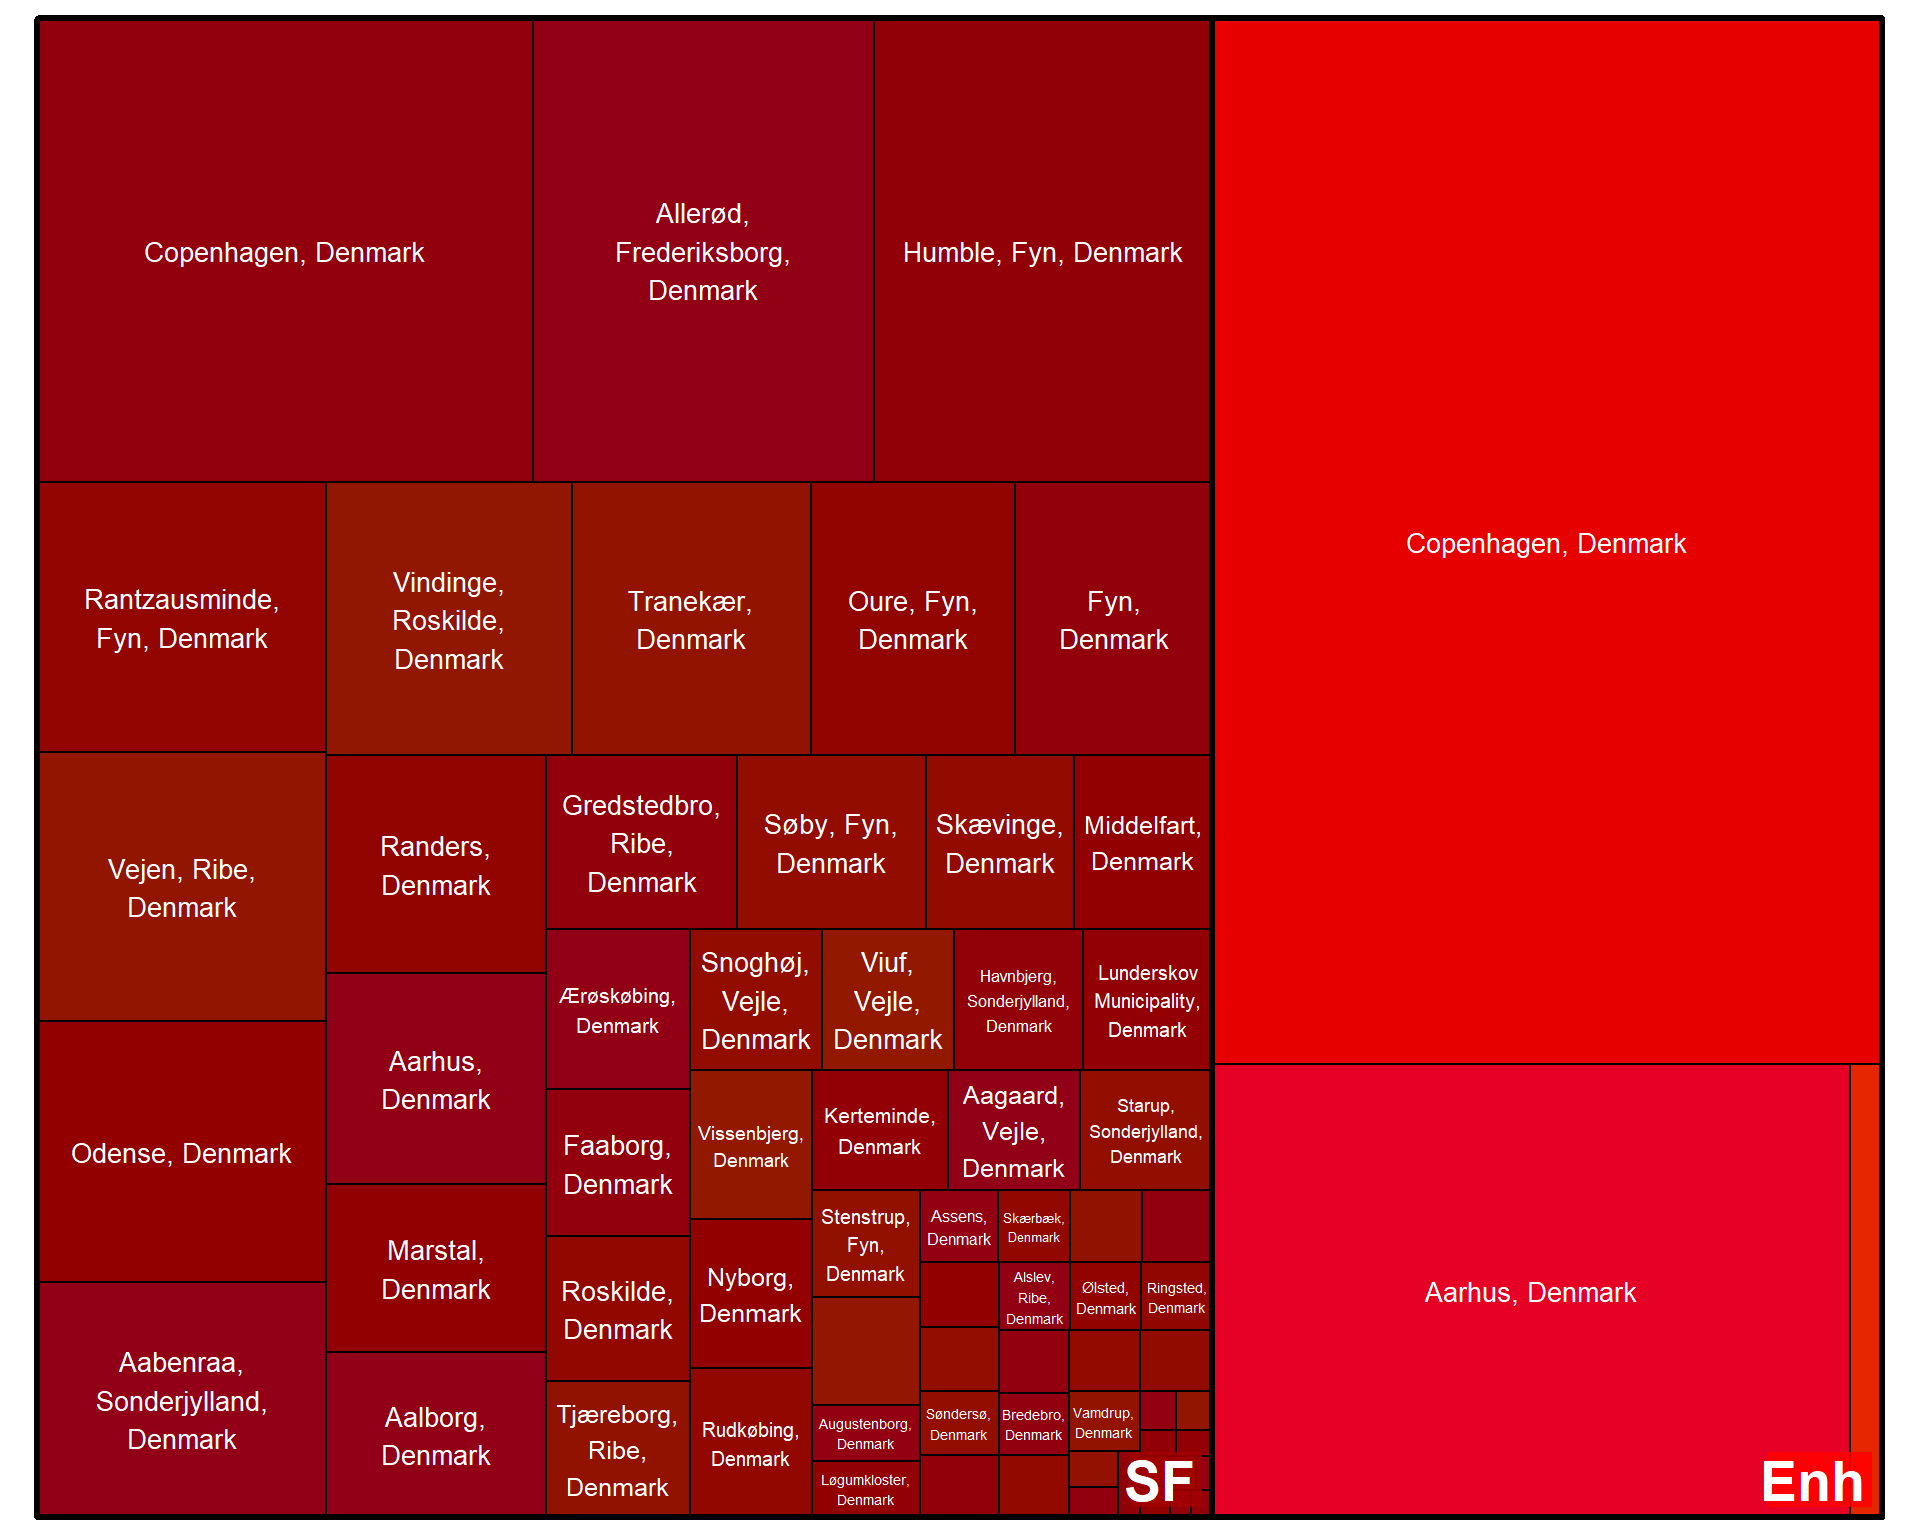 Copenhagen, Denmark
Allerød,
Frederiksborg,
Denmark
Humble, Fyn, Denmark
Copenhagen, Denmark
Rantzausminde,
Fyn, Denmark
Vindinge,
Roskilde,
Denmark
Tranekær,
Denmark
Oure, Fyn,
Denmark
Fyn,
Denmark
Vejen, Ribe,
Denmark
Randers,
Denmark
Gredstedbro,
Ribe,
Denmark
Søby, Fyn,
Denmark
Skævinge,
Denmark
Middelfart,
Denmark
Ærøskøbing,
Denmark
Snoghøj,
Vejle,
Denmark
Viuf,
Vejle,
Denmark
Havnbjerg,
Sonderjylland,
Denmark
Lunderskov
Municipality,
Denmark
Odense, Denmark
Aarhus,
Denmark
Faaborg,
Denmark
Vissenbjerg,
Denmark
Kerteminde,
Denmark
Aagaard,
Vejle,
Denmark
Starup,
Sonderjylland,
Denmark
Marstal,
Denmark
Roskilde,
Denmark
Nyborg,
Denmark
Stenstrup,
Fyn,
Denmark
Assens,
Denmark
Skærbæk,
Denmark
Alslev,
Ribe,
Denmark
Ølsted,
Denmark
Ringsted,
Denmark
Aarhus, Denmark
Aabenraa,
Sonderjylland,
Denmark
Aalborg,
Denmark
Tjæreborg,
Ribe,
Denmark
Rudkøbing,
Denmark
Augustenborg,
Denmark
Søndersø,
Denmark
Bredebro,
Denmark
Vamdrup,
Denmark
Løgumkloster,
Denmark
SF
Enh